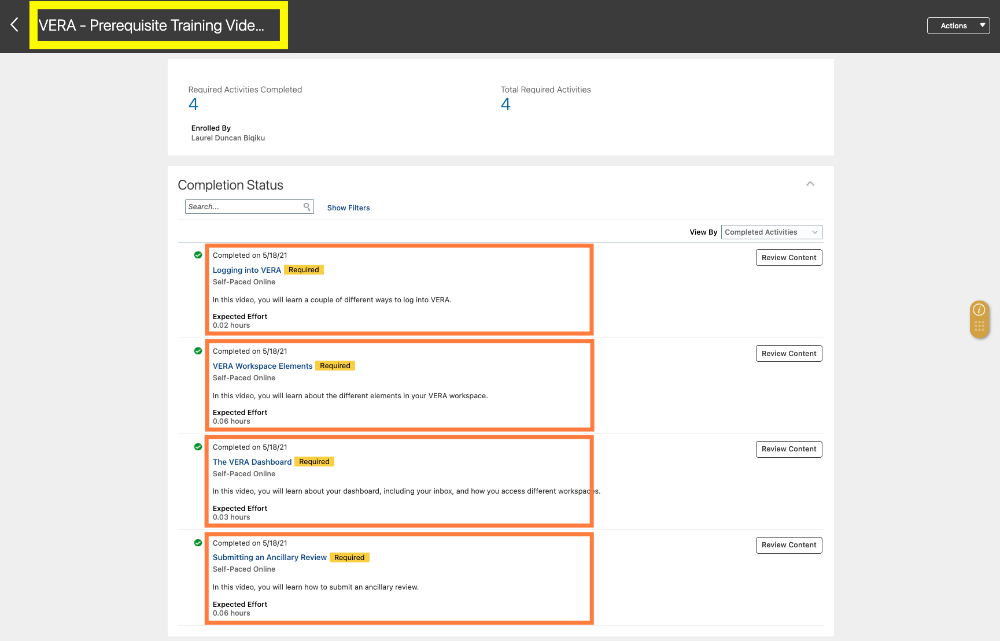 VERA - Prerequisite Training Vide...
Actions
Required Activities Completed
4
Total Required Activities
4
Enrolled By
Laurel Duncan Biqiku
Completion Status
Search...
Show Filters
View By Completed Activities
Completed on 5/18/21
Review Content
Logging into VERA Required
Self-Paced Online
In this video, you will learn a couple of different ways to log into VERA.
Expected Effort
0.02 hours
Completed on 5/18/21
Review Content
VERA Workspace Elements Required
Self-Paced Online
In this video, you will learn about the different elements in your VERA workspace.
Expected Effort
0.06 hours
Completed on 5/18/21
Review Content
The VERA Dashboard Required
Self-Paced Online
In this video, you will learn about your dashboard, including your inbox, and how you access different workspaces.
Expected Effort
0.03 hours
Completed on 5/18/21
Review Content
Submitting an Ancillary Review Required
Self-Paced Online
In this video, you will learn how to submit an ancillary review.
Expected Effort
0.06 hours